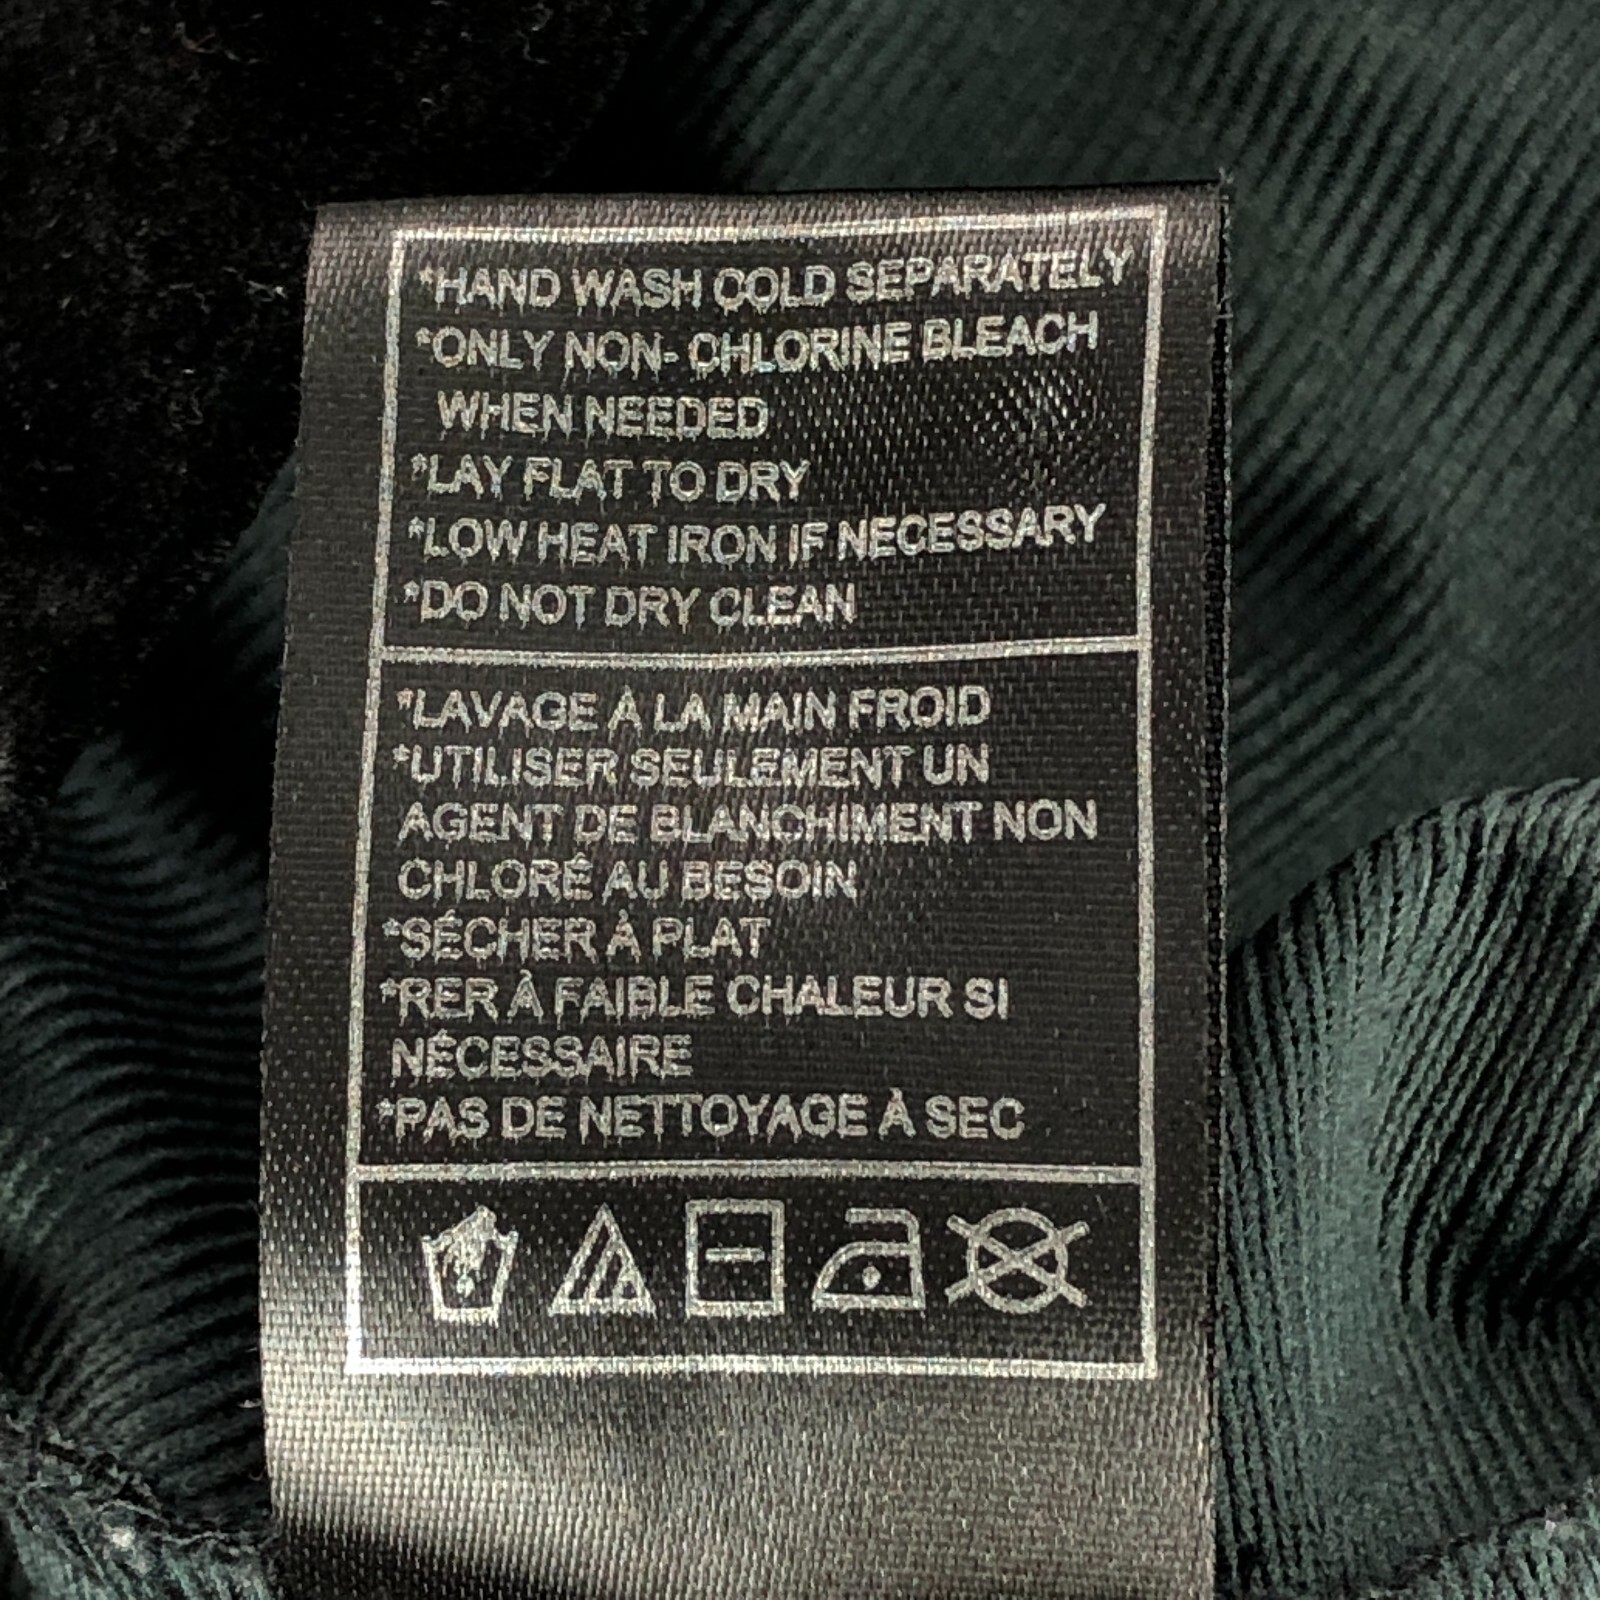 *HAND WASH COLD SEPARATELY
*ONLY NON- CHLORINE BLEACH
WHEN NEEDED
*LAY FLAT TO DRY
*LOW HEAT IRON IF NECESSARY
*DO NOT DRY CLEAN
*LAVAGE À LA MAIN FROID
*UTILISER SEULEMENT UN
AGENT DE BLANCHIMENT NON
CHLORÉ AU BESOIN
*SÉCHER À PLAT
*RER À FAIBLE CHALEUR SI
NÉCESSAIRE
*PAS DE NETTOYAGE À SEC